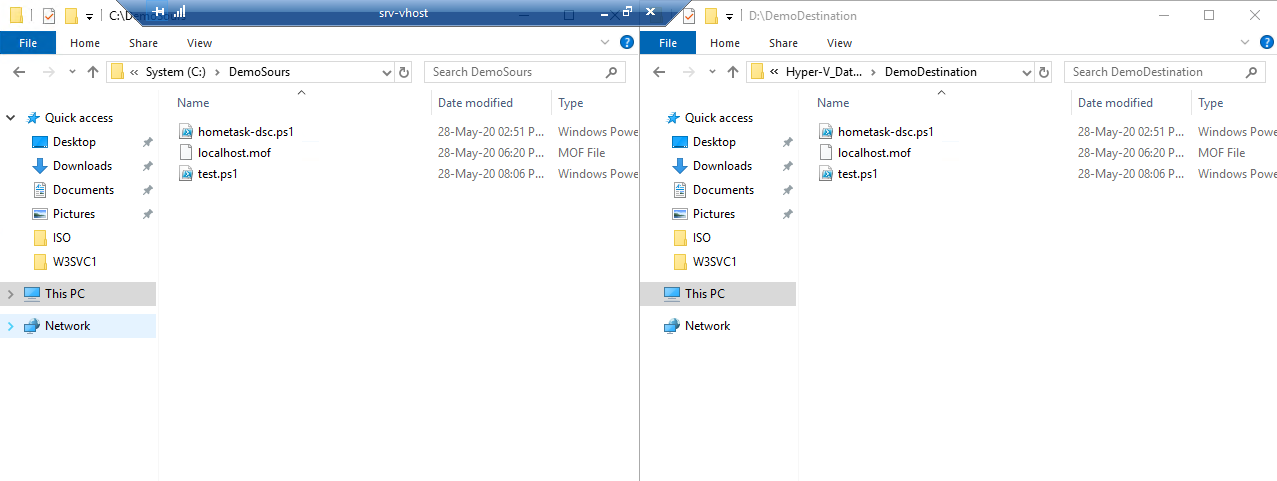 C:\DemoSours
srv-vhost
File Home Share View
System (C:) DemoSours
Search DemoSours
Name Date modified Type
Quick access
Desktop
Downloads
Documents
Pictures
ISO
W3SVC1
This PC
Network
hometask-dsc.ps1 28-May-20 02:51 P... Windows Powe
localhost.mof 28-May-20 06:20 P... MOF File
test.ps1 28-May-20 08:06 P... Windows Powe
D:\DemoDestination
File Home Share View
Hyper-V_Dat... DemoDestination
Search DemoDestination
Name Date modified Type
Quick access
Desktop
Downloads
Documents
Pictures
ISO
W3SVC1
This PC
Network
hometask-dsc.ps1 28-May-20 02:51 P... Windows Powe
localhost.mof 28-May-20 06:20 P... MOF File
test.ps1 28-May-20 08:06 P... Windows Powe